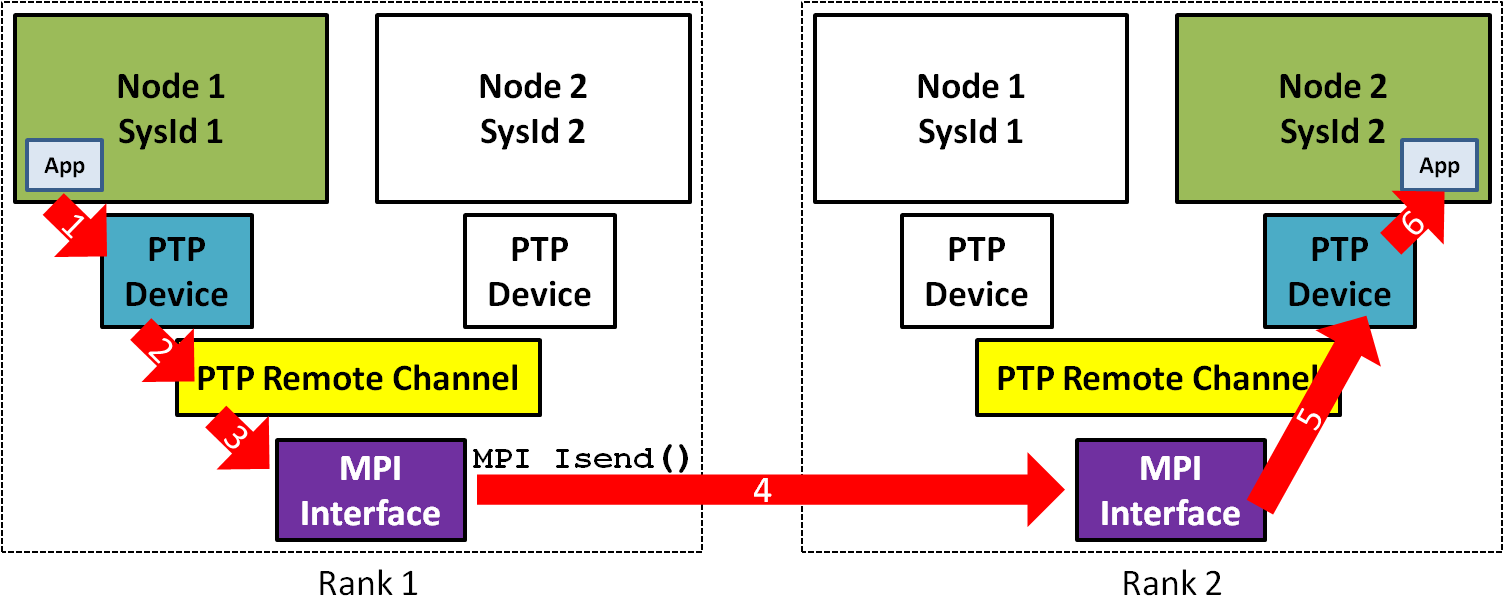 Node 1
SysId 1
App
Node 2
SysId 2
1
PTP
Device
PTP
Device
2
PTP Remote Channel
3
MPI
Interface
MPI Isend()
Rank 1
4
Node 1
SysId 1
Node 2
SysId 2
App
6
PTP
Device
PTP
Device
PTP Remote Channel
5
MPI
Interface
Rank 2